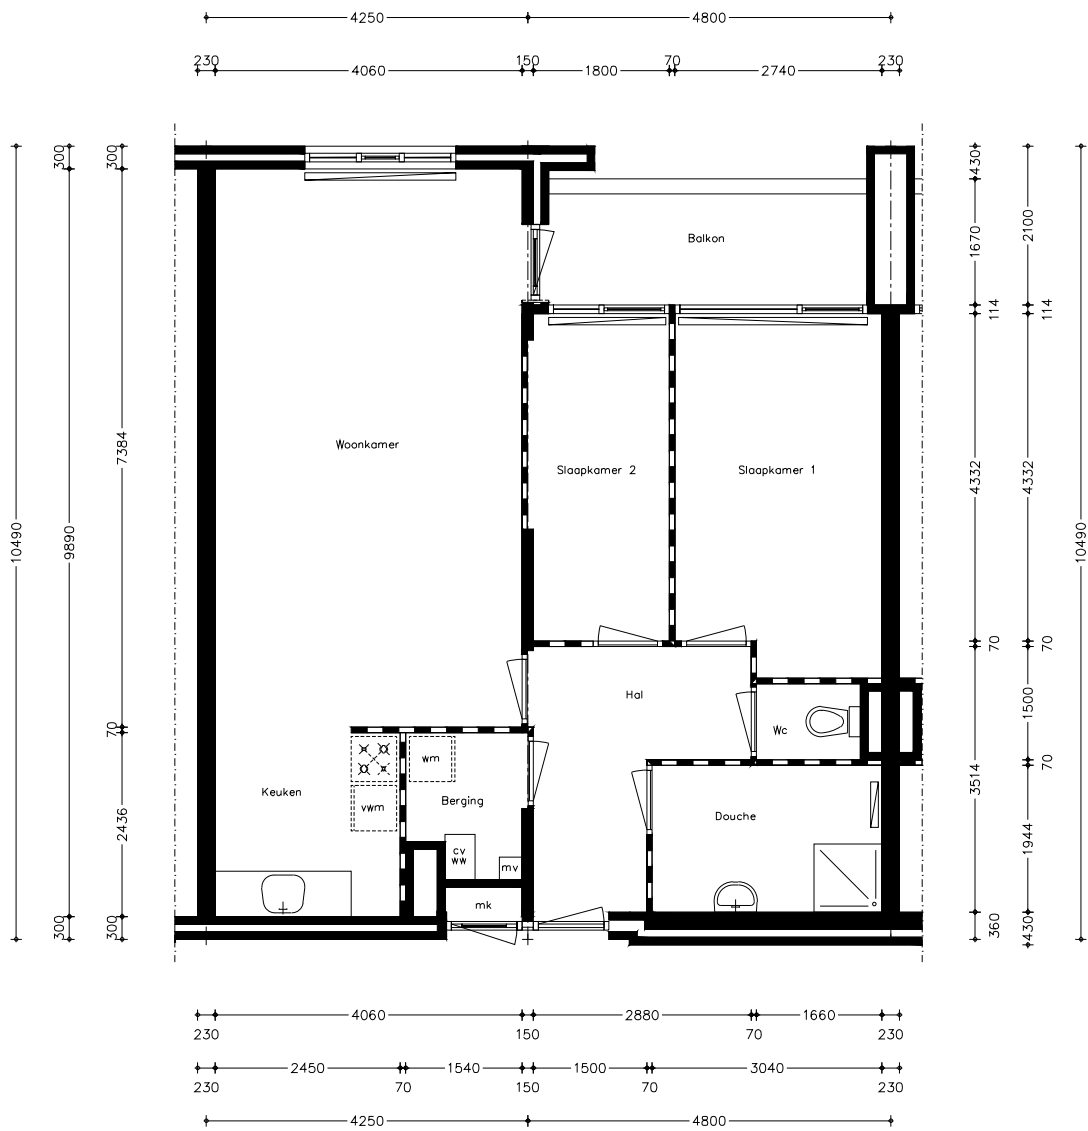 4250 4800
230 150 70 230
4060 1800 2740
300 300 430
2100
Balkon
1670
114 114
Woonkamer
7384
Slaapkamer 2 Slaapkamer 1
4332 4332
10490 9890 10490
70 70
Hal
1500
70 Wc
70
3514
wm
Keuken
Berging
vwm
Douche
2436
1944
cv
ww
mv
mk
300 300 360 430
4060 2880 1660
230 150 70 230
2450 1540 1500 3040
230 70 150 70 230
4250 4800